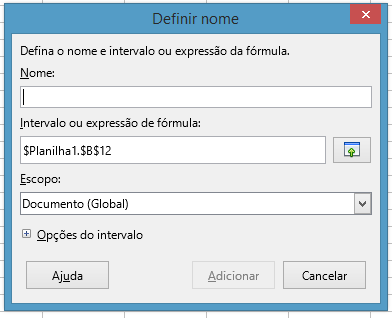 Definir nome
Defina o nome e intervalo ou expressão da fórmula.
Nome:
Intervalo ou expressão de fórmula:
$Planilha1.$B$12
Escopo:
Documento (Global)
Opções do intervalo
Ajuda
Adicionar
Cancelar